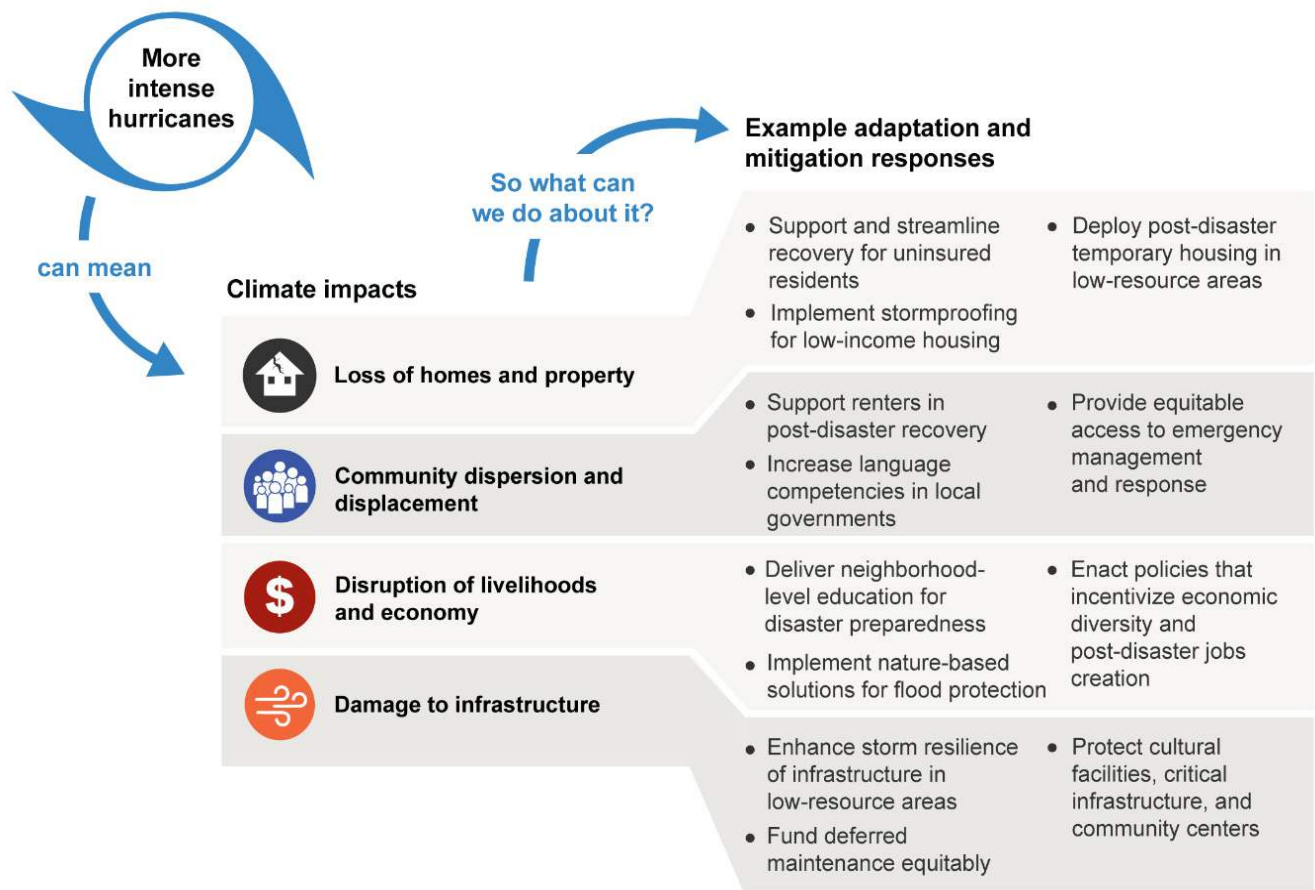 More
intense
hurricanes
can mean
So what can
we do about it?
Climate impacts
Example adaptation and
mitigation responses
Loss of homes and property
• Support and streamline
recovery for uninsured
residents
• Implement stormproofing
for low-income housing
• Deploy post-disaster
temporary housing in
low-resource areas
Community dispersion and
displacement
• Support renters in
post-disaster recovery
• Increase language
competencies in local
governments
• Provide equitable
access to emergency
management
and response
Disruption of livelihoods
and economy
$
• Deliver neighborhood-
level education for
disaster preparedness
• Implement nature-based
solutions for flood protection
• Enact policies that
incentivize economic
diversity and
post-disaster jobs
creation
Damage to infrastructure
• Enhance storm resilience
of infrastructure in
low-resource areas
• Fund deferred
maintenance equitably
• Protect cultural
facilities, critical
infrastructure, and
community centers